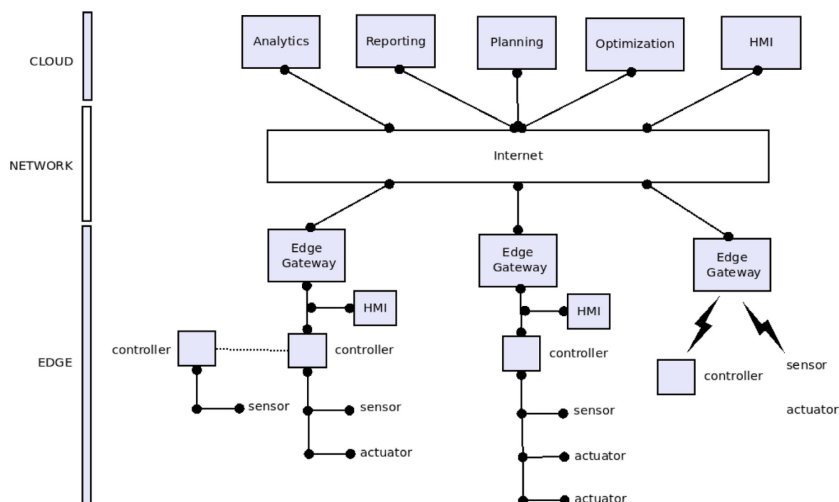 CLOUD
Analytics
Reporting
Planning
Optimization
HMI
NETWORK
Internet
EDGE
Edge
Gateway
Edge
Gateway
Edge
Gateway
HMI
HMI
controller
controller
controller
controller
sensor
sensor
actuator
sensor
actuator
actuator
sensor
actuator